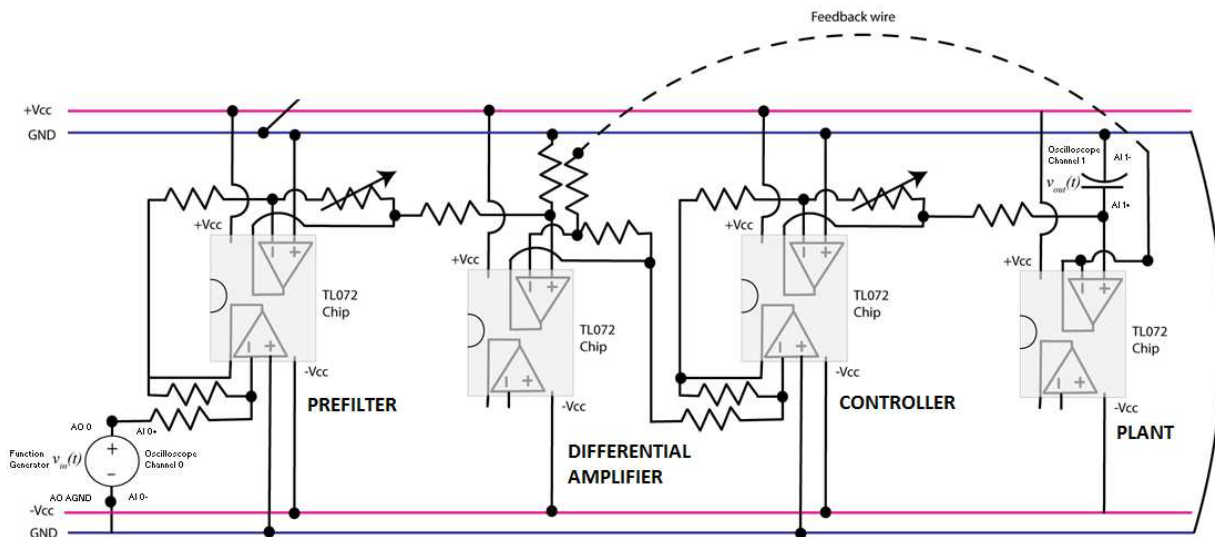 Feedback wire
+Vcc
GND
Oscilloscope
Channel 1
AI 1-
v_out(t)
AI 1+
+Vcc
- +
TL072
Chip
- +
-Vcc
PREFILTER
+Vcc
- +
TL072
Chip
- +
-Vcc
DIFFERENTIAL
AMPLIFIER
+Vcc
- +
TL072
Chip
- +
-Vcc
CONTROLLER
+Vcc
- +
TL072
Chip
- +
-Vcc
PLANT
AO 0
AI 0+
Function
Generator
v_in(t)
+
-
Oscilloscope
Channel 0
AO AGND
AI 0-
-Vcc
GND